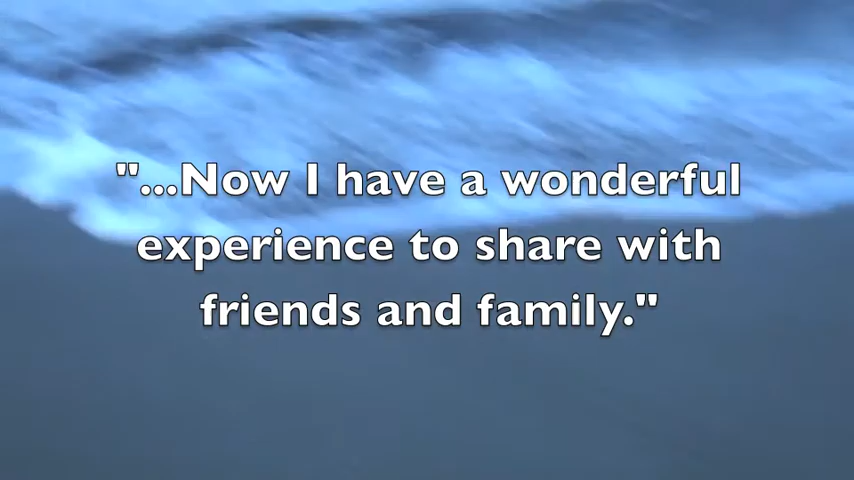 "...Now I have a wonderful
experience to share with
friends and family."